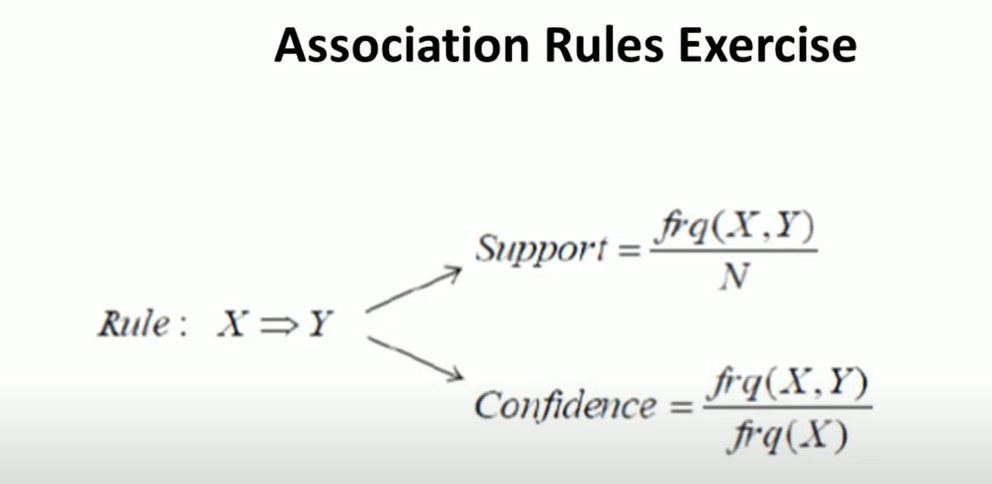 Association Rules Exercise
Support = frq(X,Y) / N
Rule: X ⇒ Y
Confidence = frq(X,Y) / frq(X)